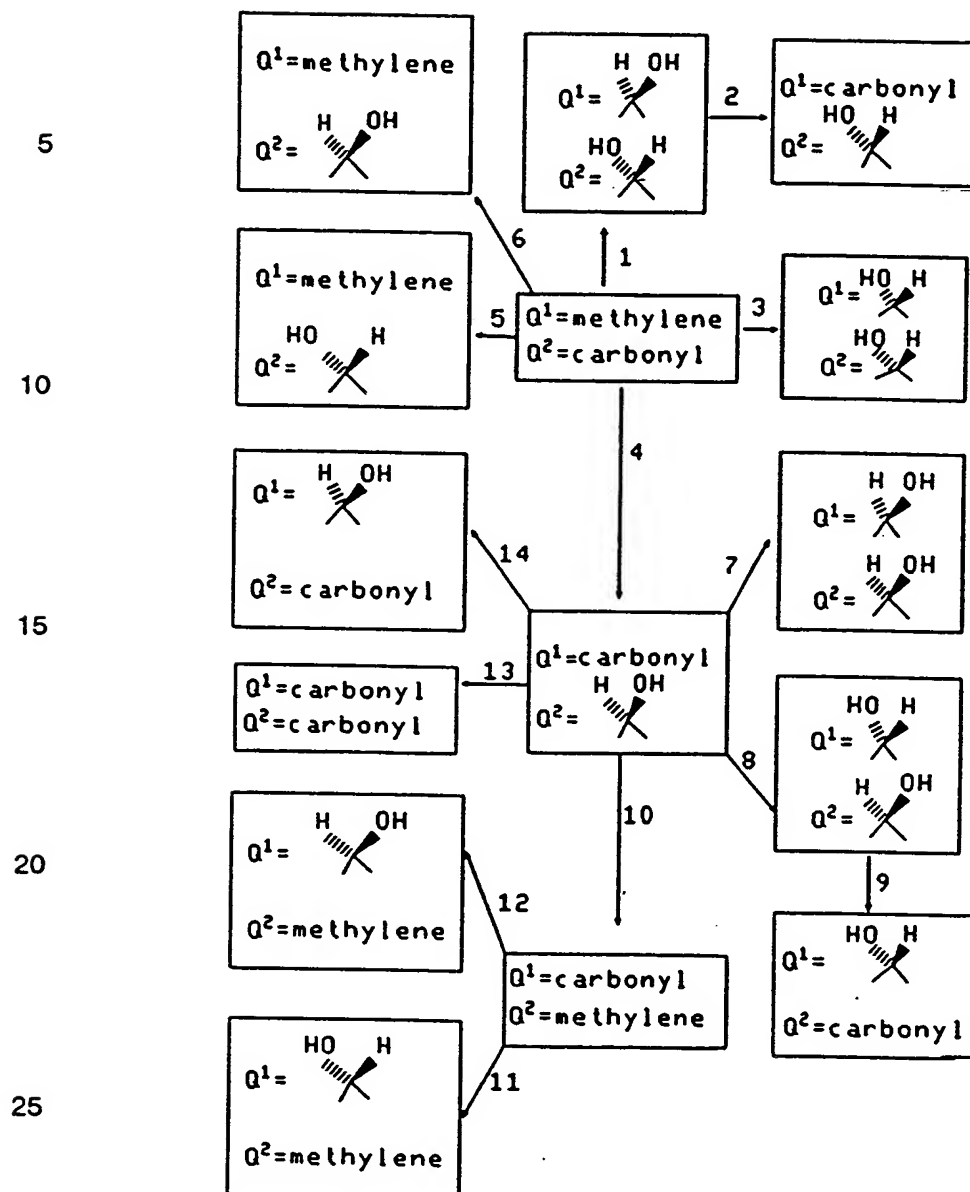 Q¹=methylene
H OH
Q²=
H OH
Q¹=
HO H
Q²=
2
Q¹=carbonyl
HO H
Q²=
5
6
1
Q¹=methylene
HO H
Q²=
5
Q¹=methylene
Q²=carbonyl
3
HO H
Q¹=
HO H
Q²=
10
4
H OH
Q¹=
Q²=carbonyl
14
7
H OH
Q¹=
H OH
Q²=
15
Q¹=carbonyl
Q²=carbonyl
13
Q¹=carbonyl
H OH
Q²=
8
HO H
Q¹=
H OH
Q²=
10
9
H OH
Q¹=
Q²=methylene
20
12
Q¹=carbonyl
Q²=methylene
HO H
Q¹=
Q²=carbonyl
11
HO H
Q¹=
Q²=methylene
25